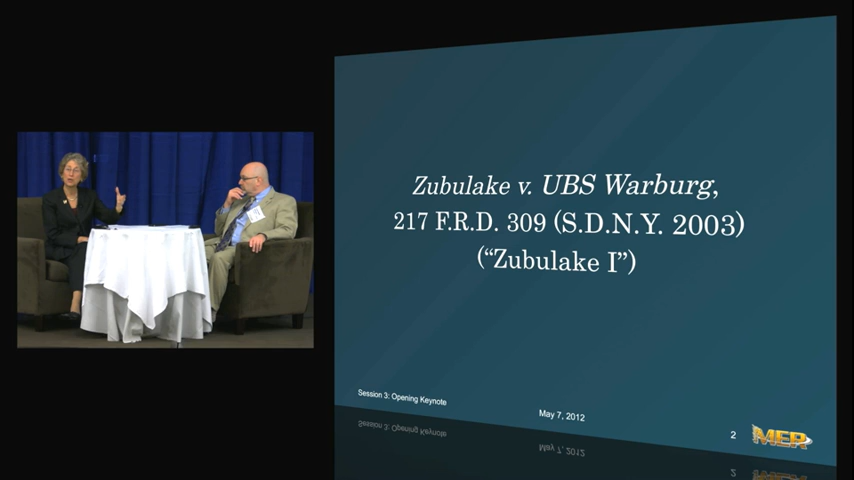 Zubulake v. UBS Warburg,
217 F.R.D. 309 (S.D.N.Y. 2003)
(“Zubulake I”)
Session 3: Opening Keynote
May 7, 2012
2
MER